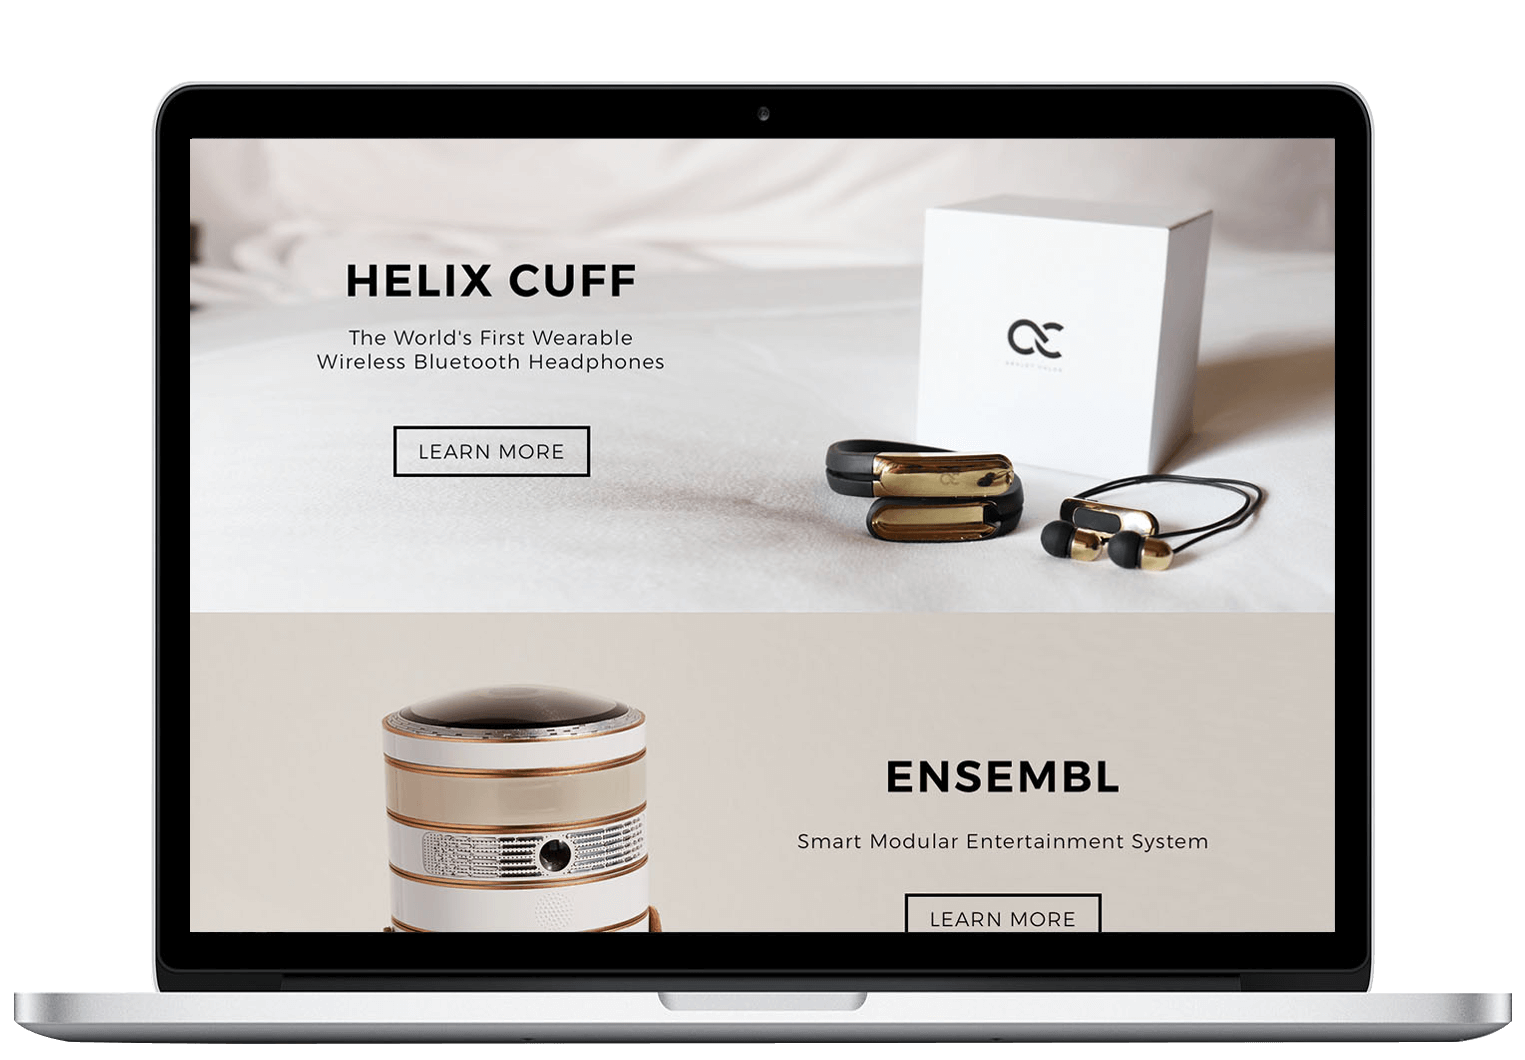 HELIX CUFF
The World's First Wearable
Wireless Bluetooth Headphones
LEARN MORE
ENSEMBL
Smart Modular Entertainment System
LEARN MORE